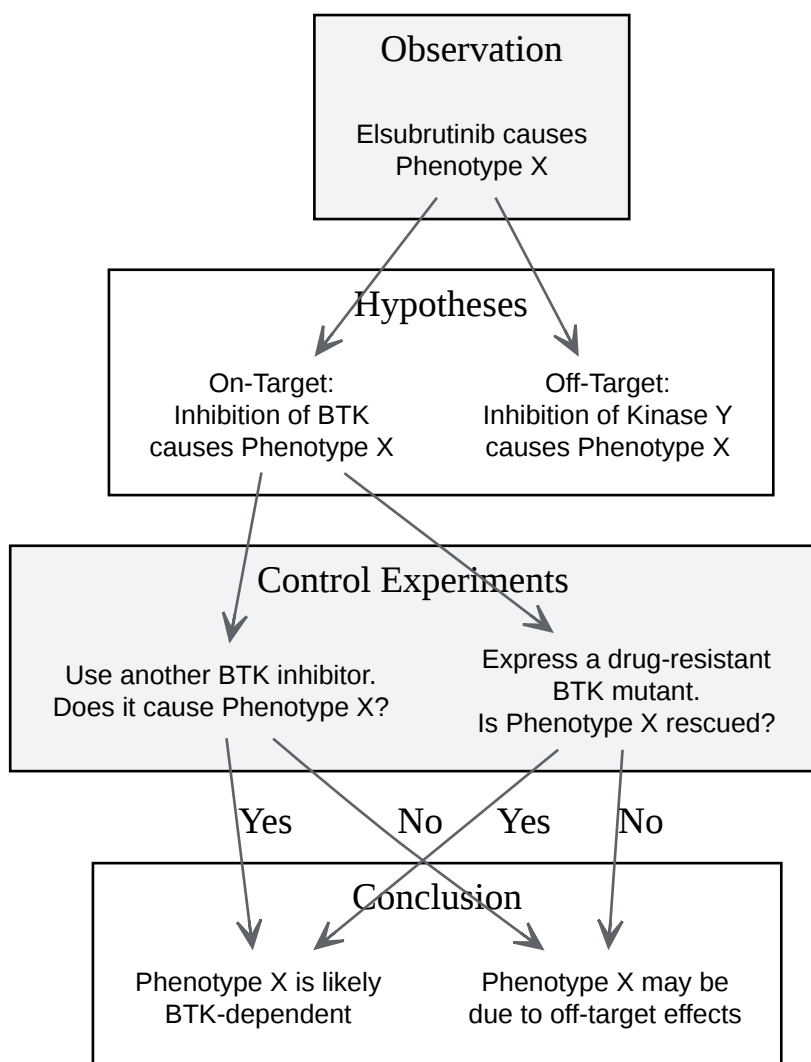 Observation
Elsubrutinib causes
Phenotype X
Hypotheses
On-Target:
Inhibition of BTK
causes Phenotype X
Off-Target:
Inhibition of Kinase Y
causes Phenotype X
Control Experiments
Use another BTK inhibitor.
Does it cause Phenotype X?
Express a drug-resistant
BTK mutant.
Is Phenotype X rescued?
Yes
No
Yes
No
Conclusion
Phenotype X is likely
BTK-dependent
Phenotype X may be
due to off-target effects